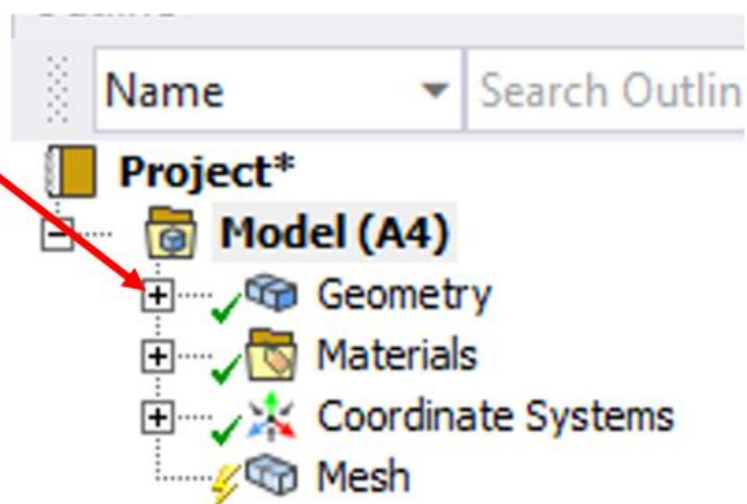 Name Search Outlin
Project*
Model (A4)
Geometry
Materials
Coordinate Systems
Mesh